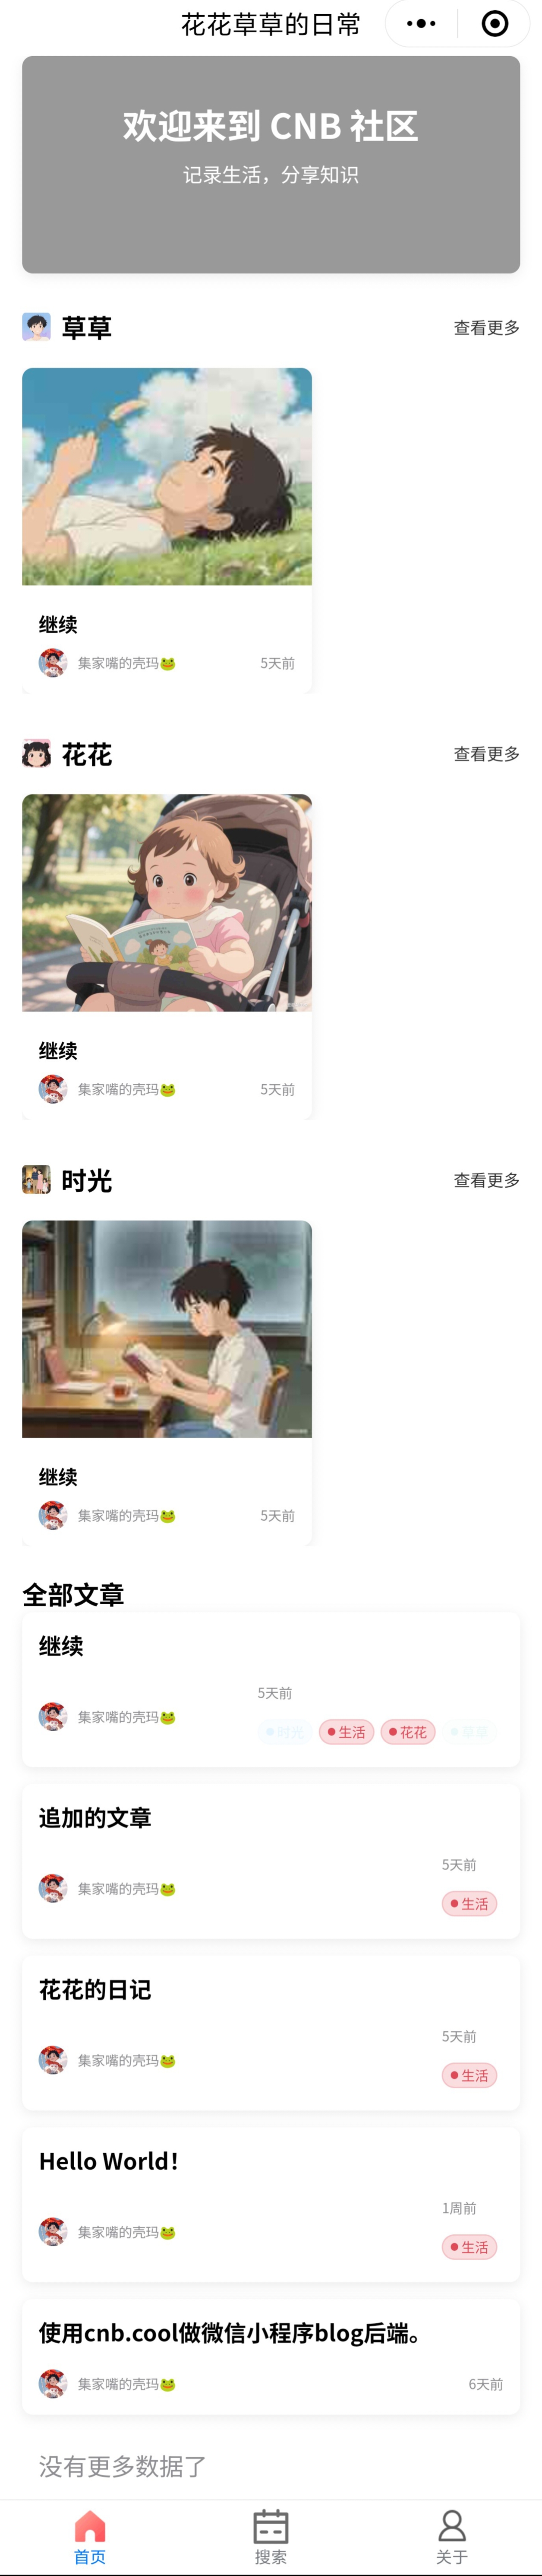 花花草草的日常
欢迎来到 CNB 社区
记录生活，分享知识
草草
查看更多
继续
集家嘴的壳玛🐸
5天前
花花
查看更多
继续
集家嘴的壳玛🐸
5天前
时光
查看更多
继续
集家嘴的壳玛🐸
5天前
全部文章
继续
5天前
集家嘴的壳玛🐸
时光 生活 花花 草草
追加的文章
5天前
集家嘴的壳玛🐸
生活
花花的日记
5天前
集家嘴的壳玛🐸
生活
Hello World！
1周前
集家嘴的壳玛🐸
生活
使用cnb.cool做微信小程序blog后端。
集家嘴的壳玛🐸
6天前
没有更多数据了
首页
搜索
关于